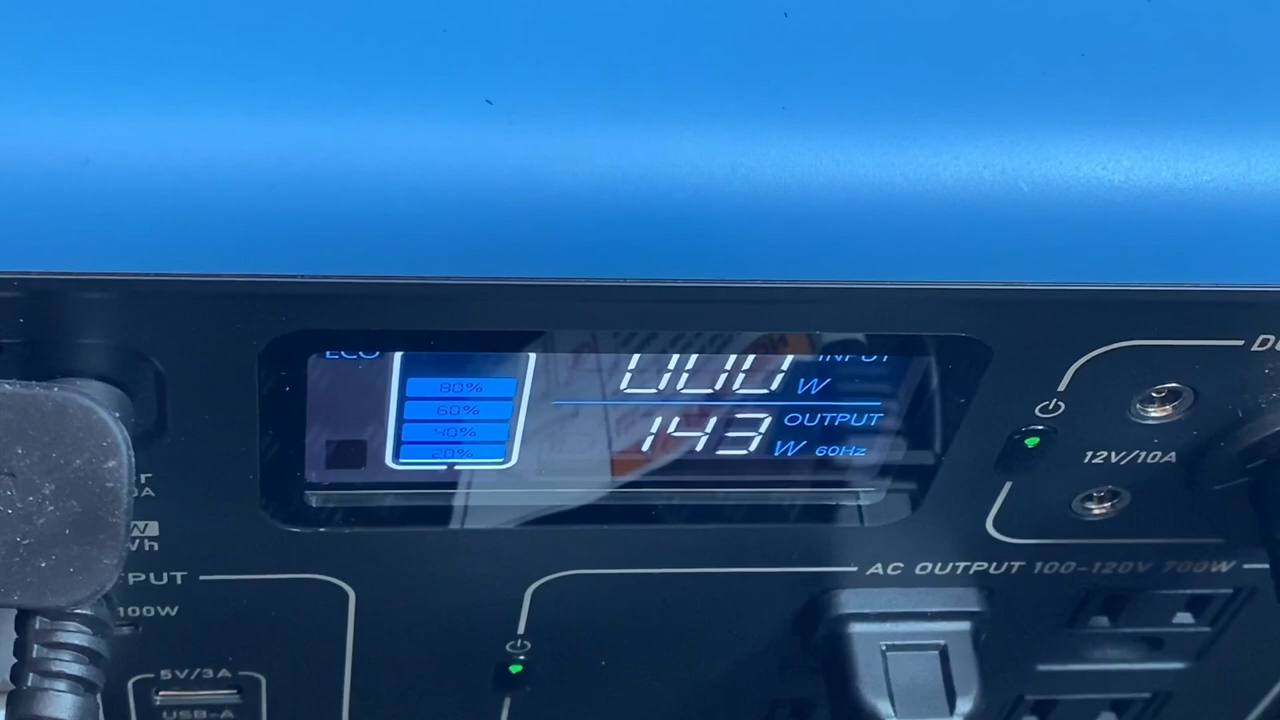 ECO
80%
60%
40%
20%
000 W INPUT
143 W OUTPUT
60Hz
12V/10A
AC OUTPUT 100-120V 700W
100W
5V/3A
USB-A